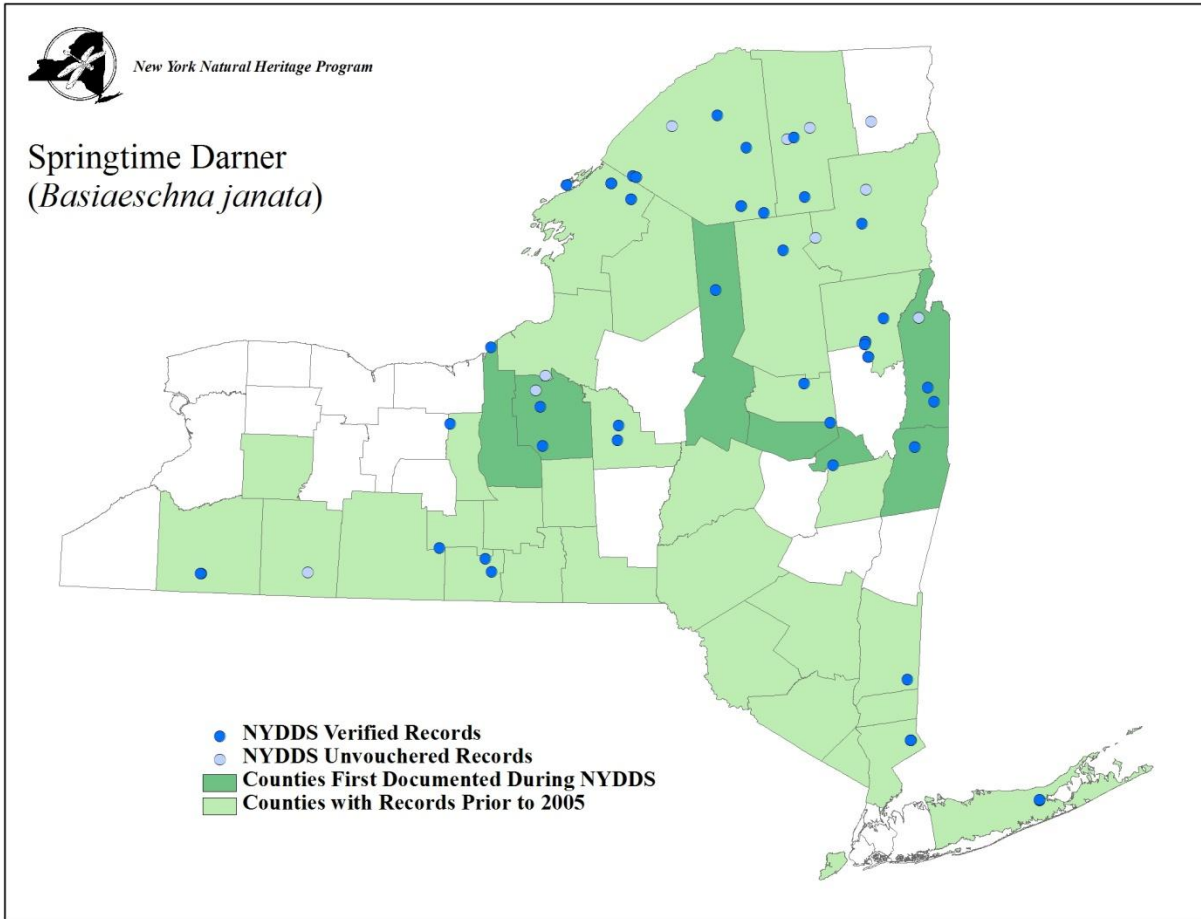 New York Natural Heritage Program
Springtime Darner
(Basiaeschna janata)
NYDDS Verified Records
NYDDS Unvouchered Records
Counties First Documented During NYDDS
Counties with Records Prior to 2005